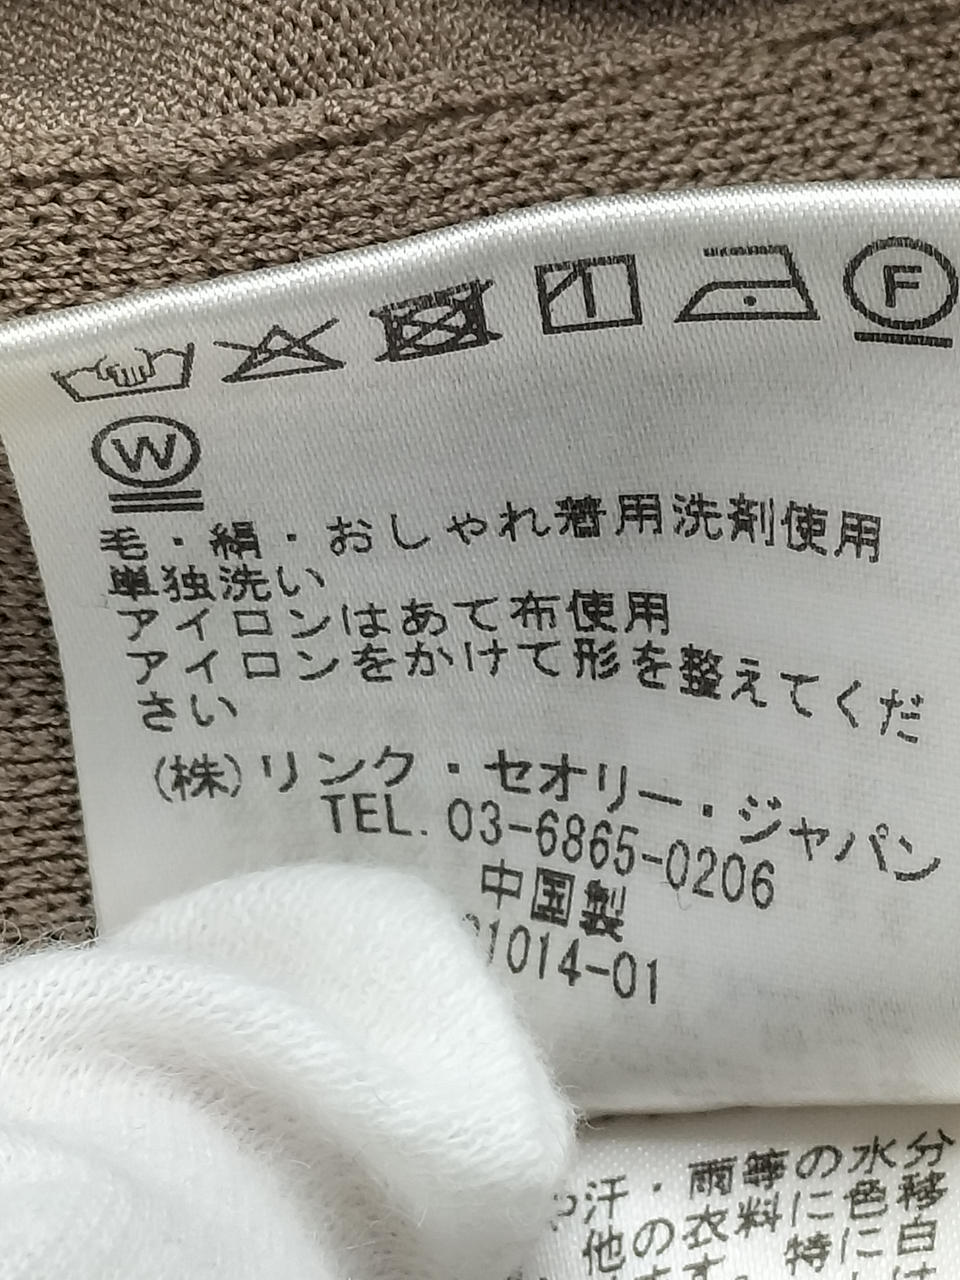 F
W
毛・絹・おしゃれ着用洗剤使用
単独洗い
アイロンはあて布使用
アイロンをかけて形を整えてくだ
さい
(株)リンク・セオリー・ジャパン
TEL. 03-6865-0206
中国製
1014-01
汗・雨等の水分
他の衣料に色移
特に白